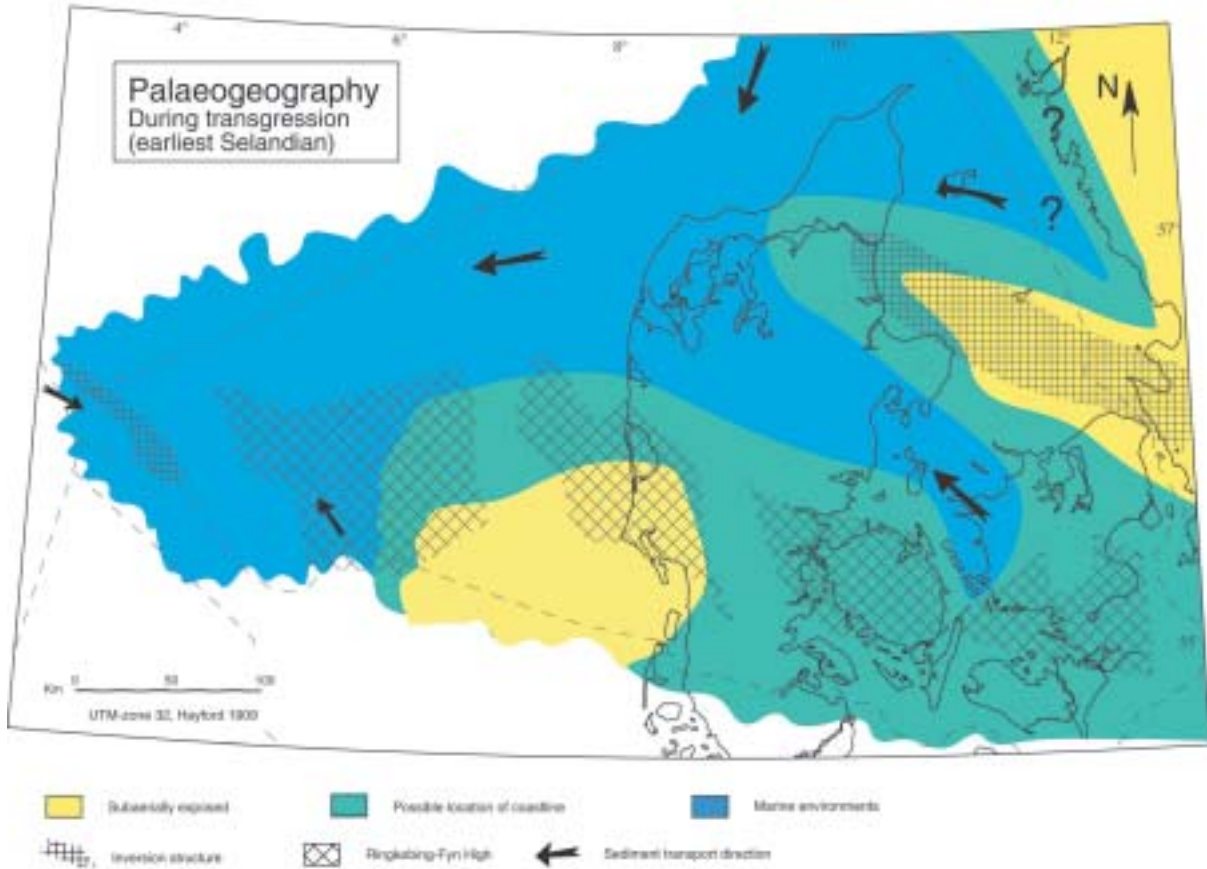 4°
6°
8°
10°
12°
Palaeogeography
During transgression
(earliest Selandian)
N
?
?
57°
55
Km 0 50 100
UTM-zone 32, Hayford 1909
Subaerially exposed
Possible location of coastline
Marine environments
Inversion structure
Ringkøbing-Fyn High
Sediment transport direction